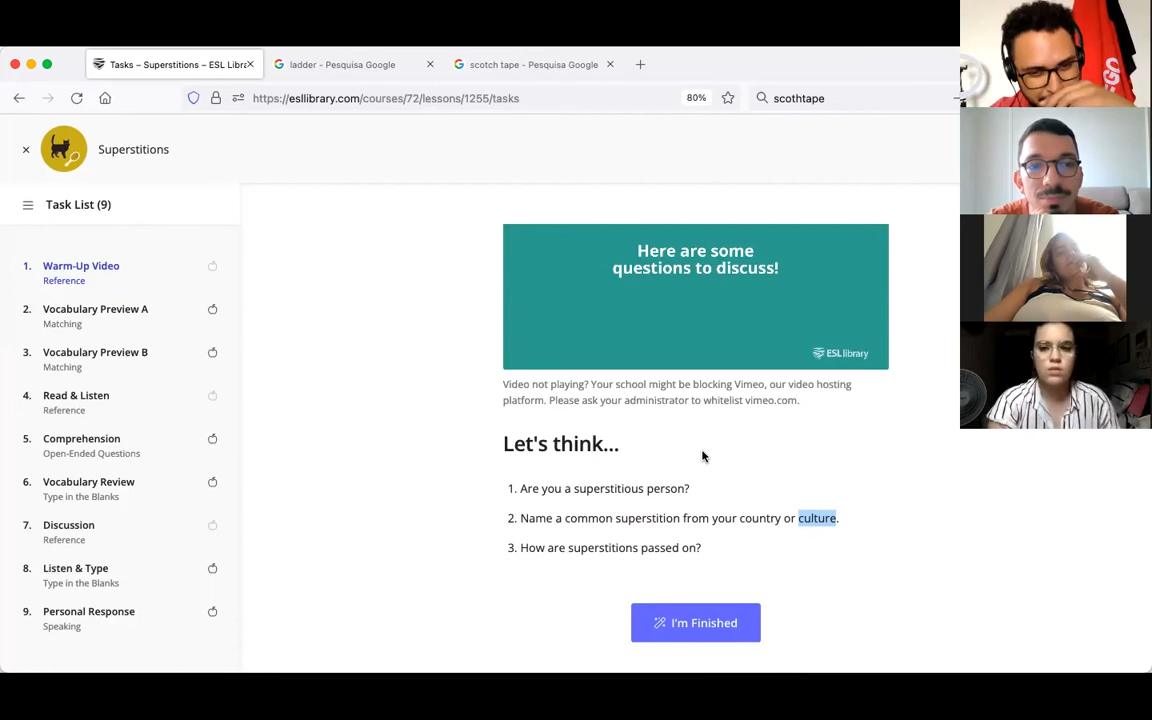 Tasks – Superstitions – ESL Libra
ladder - Pesquisa Google
scotch tape - Pesquisa Google
https://esllibrary.com/courses/72/lessons/1255/tasks
80%
scothtape
Superstitions
Task List (9)
1. Warm-Up Video
Reference
2. Vocabulary Preview A
Matching
3. Vocabulary Preview B
Matching
4. Read & Listen
Reference
5. Comprehension
Open-Ended Questions
6. Vocabulary Review
Type in the Blanks
7. Discussion
Reference
8. Listen & Type
Type in the Blanks
9. Personal Response
Speaking
Here are some
questions to discuss!
ESL library
Video not playing? Your school might be blocking Vimeo, our video hosting
platform. Please ask your administrator to whitelist vimeo.com.
Let's think...
1. Are you a superstitious person?
2. Name a common superstition from your country or culture.
3. How are superstitions passed on?
I'm Finished